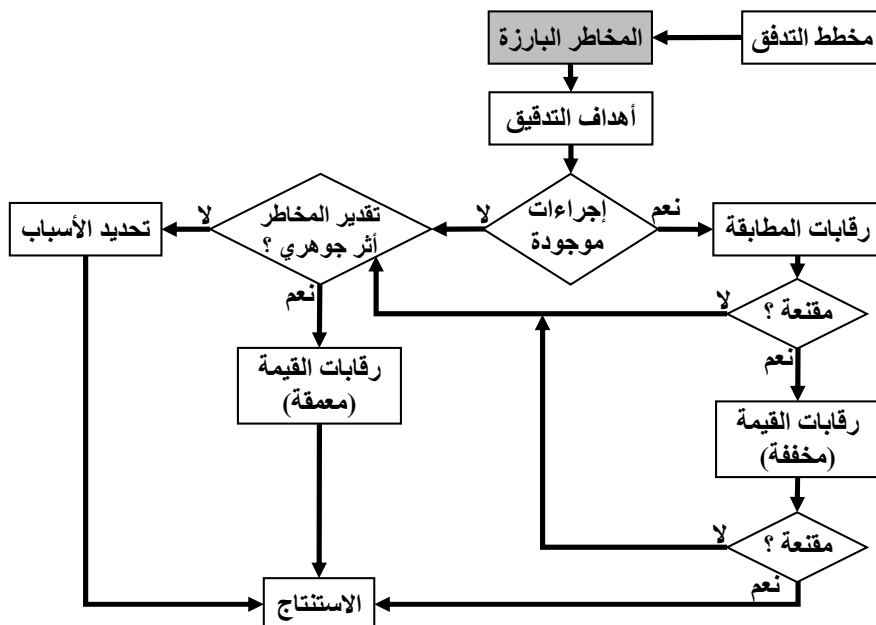 مخطط التدفق
المخاطر البارزة
أهداف التدقيق
إجراءات
موجودة
نعم
لا
رقابات المطابقة
تقدير المخاطر
أثر جوهري ؟
لا
تحديد الأسباب
نعم
مقنعة ؟
لا
نعم
رقابات القيمة
(معمقة)
رقابات القيمة
(مخففة)
مقنعة ؟
لا
نعم
الاستنتاج